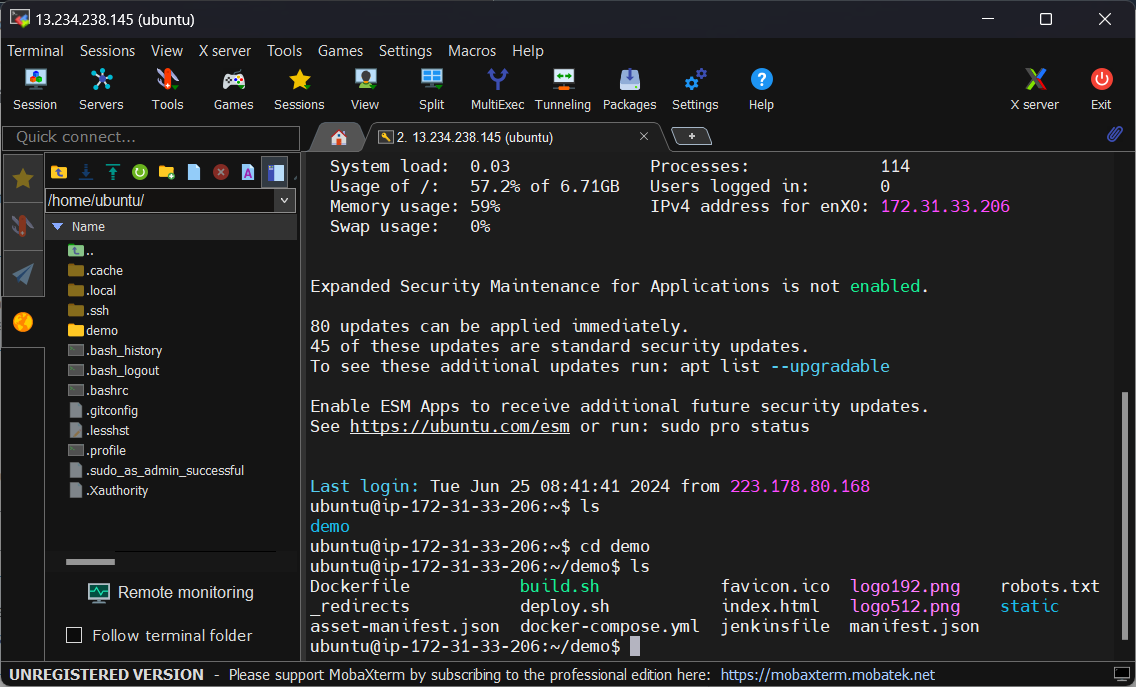 13.234.238.145 (ubuntu)
Terminal Sessions View X server Tools Games Settings Macros Help
Session Servers Tools Games Sessions View Split MultiExec Tunneling Packages Settings Help X server Exit
Quick connect...
2. 13.234.238.145 (ubuntu)
/home/ubuntu/
Name
..
.cache
.local
.ssh
demo
.bash_history
.bash_logout
.bashrc
.gitconfig
.lesshst
.profile
.sudo_as_admin_successful
.Xauthority
Remote monitoring
Follow terminal folder
System load: 0.03 Processes: 114
Usage of /: 57.2% of 6.71GB Users logged in: 0
Memory usage: 59% IPv4 address for enX0: 172.31.33.206
Swap usage: 0%
Expanded Security Maintenance for Applications is not enabled.
80 updates can be applied immediately.
45 of these updates are standard security updates.
To see these additional updates run: apt list --upgradable
Enable ESM Apps to receive additional future security updates.
See https://ubuntu.com/esm or run: sudo pro status
Last login: Tue Jun 25 08:41:41 2024 from 223.178.80.168
ubuntu@ip-172-31-33-206:~$ ls
demo
ubuntu@ip-172-31-33-206:~$ cd demo
ubuntu@ip-172-31-33-206:~/demo$ ls
Dockerfile build.sh favicon.ico logo192.png robots.txt
_redirects deploy.sh index.html logo512.png static
asset-manifest.json docker-compose.yml jenkinsfile manifest.json
ubuntu@ip-172-31-33-206:~/demo$
UNREGISTERED VERSION - Please support MobaXterm by subscribing to the professional edition here: https://mobaxterm.mobatek.net